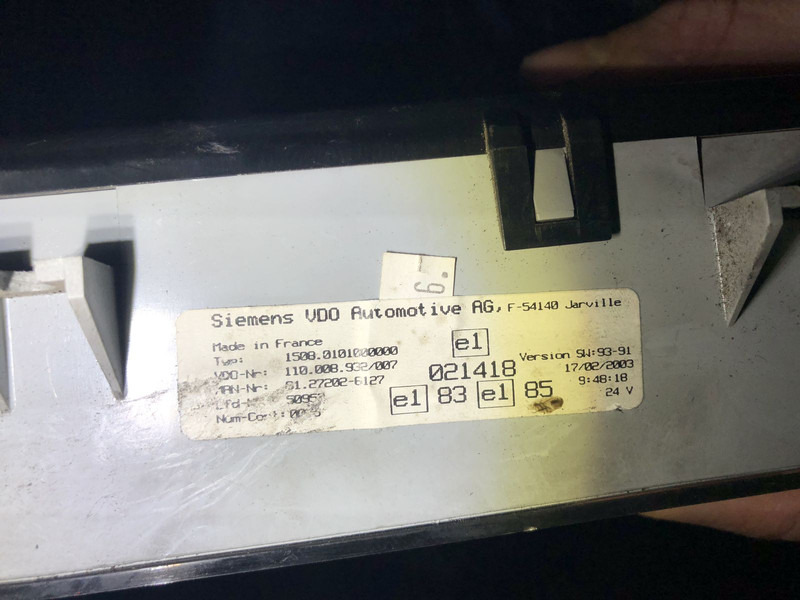 6.
Siemens VDO Automotive AG, F-54140 Jarville
Made in France
Typ: 1508.0101000000
VDO-Nr: 110.008.932/007
MAN-Nr: 81.27202-6127
e1
021418
e1 83 e1 85
Version SW:93-91
17/02/2003
9:48:18
24 V